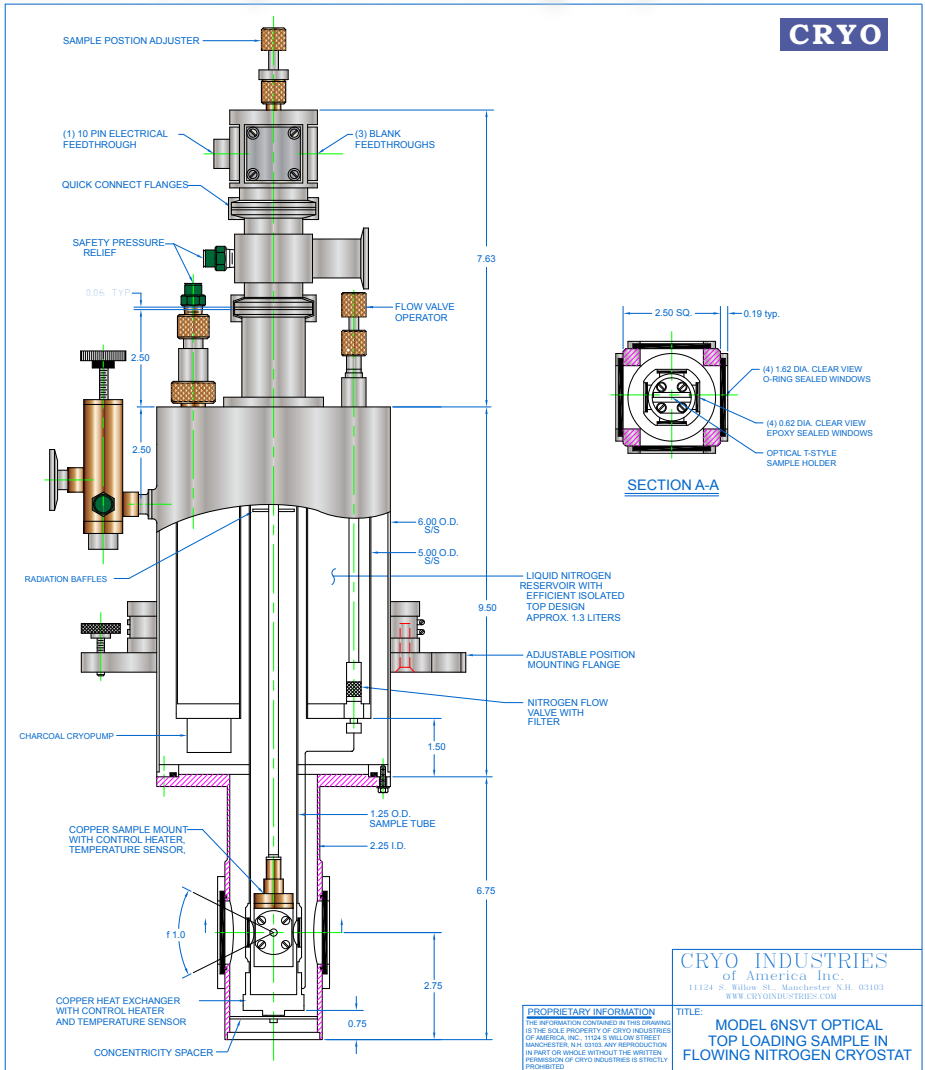 CRYO
SAMPLE POSTION ADJUSTER
(1) 10 PIN ELECTRICAL
FEEDTHROUGH
(3) BLANK
FEEDTHROUGHS
QUICK CONNECT FLANGES
SAFETY PRESSURE
RELIEF
7.63
0.06 TYP
FLOW VALVE
OPERATOR
2.50
2.50
2.50 SQ.
0.19 typ.
(4) 1.62 DIA. CLEAR VIEW
O-RING SEALED WINDOWS
(4) 0.62 DIA. CLEAR VIEW
EPOXY SEALED WINDOWS
OPTICAL T-STYLE
SAMPLE HOLDER
SECTION A-A
6.00 O.D.
S/S
5.00 O.D.
S/S
RADIATION BAFFLES
LIQUID NITROGEN
RESERVOIR WITH
EFFICIENT ISOLATED
TOP DESIGN
APPROX. 1.3 LITERS
9.50
ADJUSTABLE POSITION
MOUNTING FLANGE
NITROGEN FLOW
VALVE WITH
FILTER
CHARCOAL CRYOPUMP
1.50
1.25 O.D.
SAMPLE TUBE
COPPER SAMPLE MOUNT
WITH CONTROL HEATER,
TEMPERATURE SENSOR,
2.25 I.D.
6.75
f 1.0
2.75
COPPER HEAT EXCHANGER
WITH CONTROL HEATER
AND TEMPERATURE SENSOR
0.75
CONCENTRICITY SPACER
CRYO INDUSTRIES
of America Inc.
11124 S. Willow St., Manchester N.H. 03103
WWW.CRYOINDUSTRIES.COM
PROPRIETARY INFORMATION
THE INFORMATION CONTAINED IN THIS DRAWING
IS THE SOLE PROPERTY OF CRYO INDUSTRIES
OF AMERICA, INC., 11124 S WILLOW STREET
MANCHESTER, N.H. 03103. ANY REPRODUCTION
IN PART OR WHOLE WITHOUT THE WRITTEN
PERMISSION OF CRYO INDUSTRIES IS STRICTLY
PROHIBITED
TITLE:
MODEL 6NSVT OPTICAL
TOP LOADING SAMPLE IN
FLOWING NITROGEN CRYOSTAT